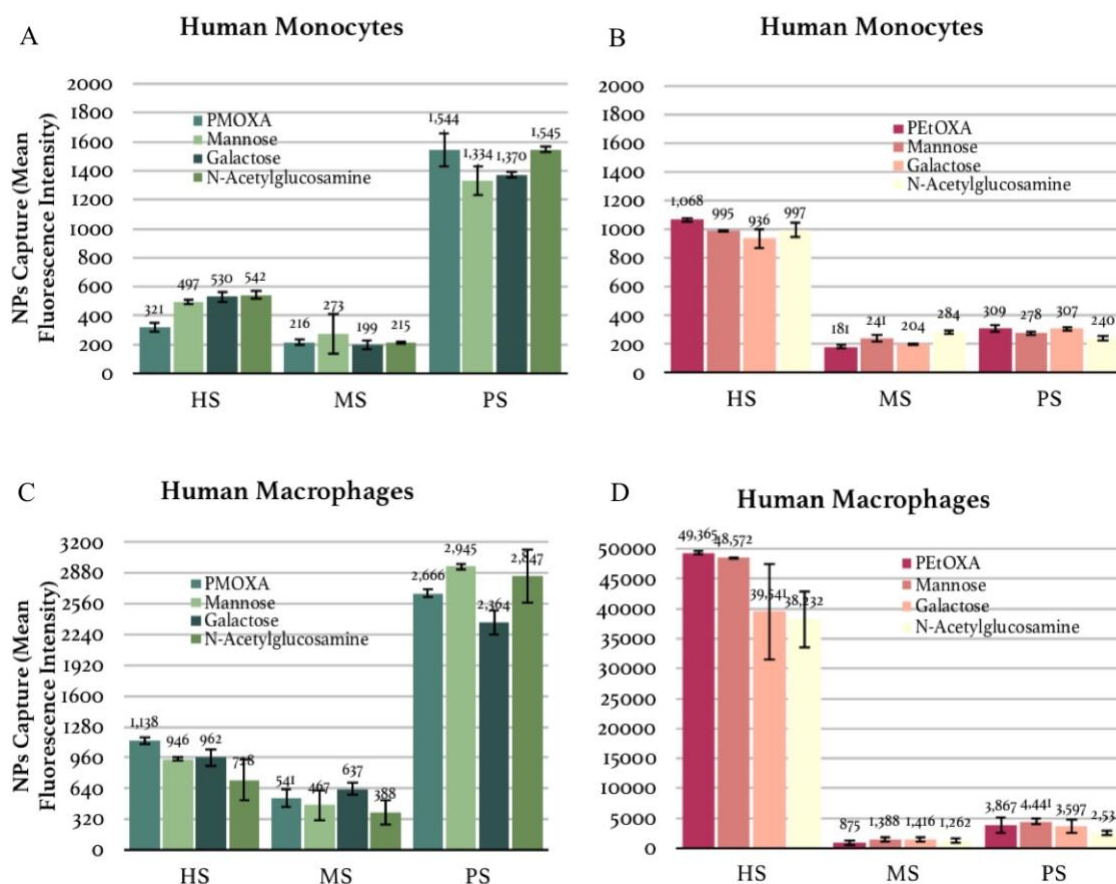 A
Human Monocytes
NPs Capture (Mean
Fluorescence Intensity)
2000
1800
1600
1400
1200
1000
800
600
400
200
0
PMOXA
Mannose
Galactose
N-Acetylglucosamine
321
497
530
542
216
273
199
215
1,544
1,334
1,370
1,545
HS
MS
PS
B
Human Monocytes
2000
1800
1600
1400
1200
1000
800
600
400
200
0
PEtOXA
Mannose
Galactose
N-Acetylglucosamine
1,068
995
936
997
181
241
204
284
309
278
307
240
HS
MS
PS
C
Human Macrophages
NPs Capture (Mean
Fluorescence Intensity)
3200
2880
2560
2240
1920
1600
1280
960
640
320
0
PMOXA
Mannose
Galactose
N-Acetylglucosamine
1,138
946
962
541
467
637
388
2,666
2,945
2,364
2,847
HS
MS
PS
D
Human Macrophages
50000
45000
40000
35000
30000
25000
20000
15000
10000
5000
0
PEtOXA
Mannose
Galactose
N-Acetylglucosamine
49,365
48,572
39,541
38,232
875
1,388
1,416
1,262
3,867
4,441
3,597
HS
MS
PS